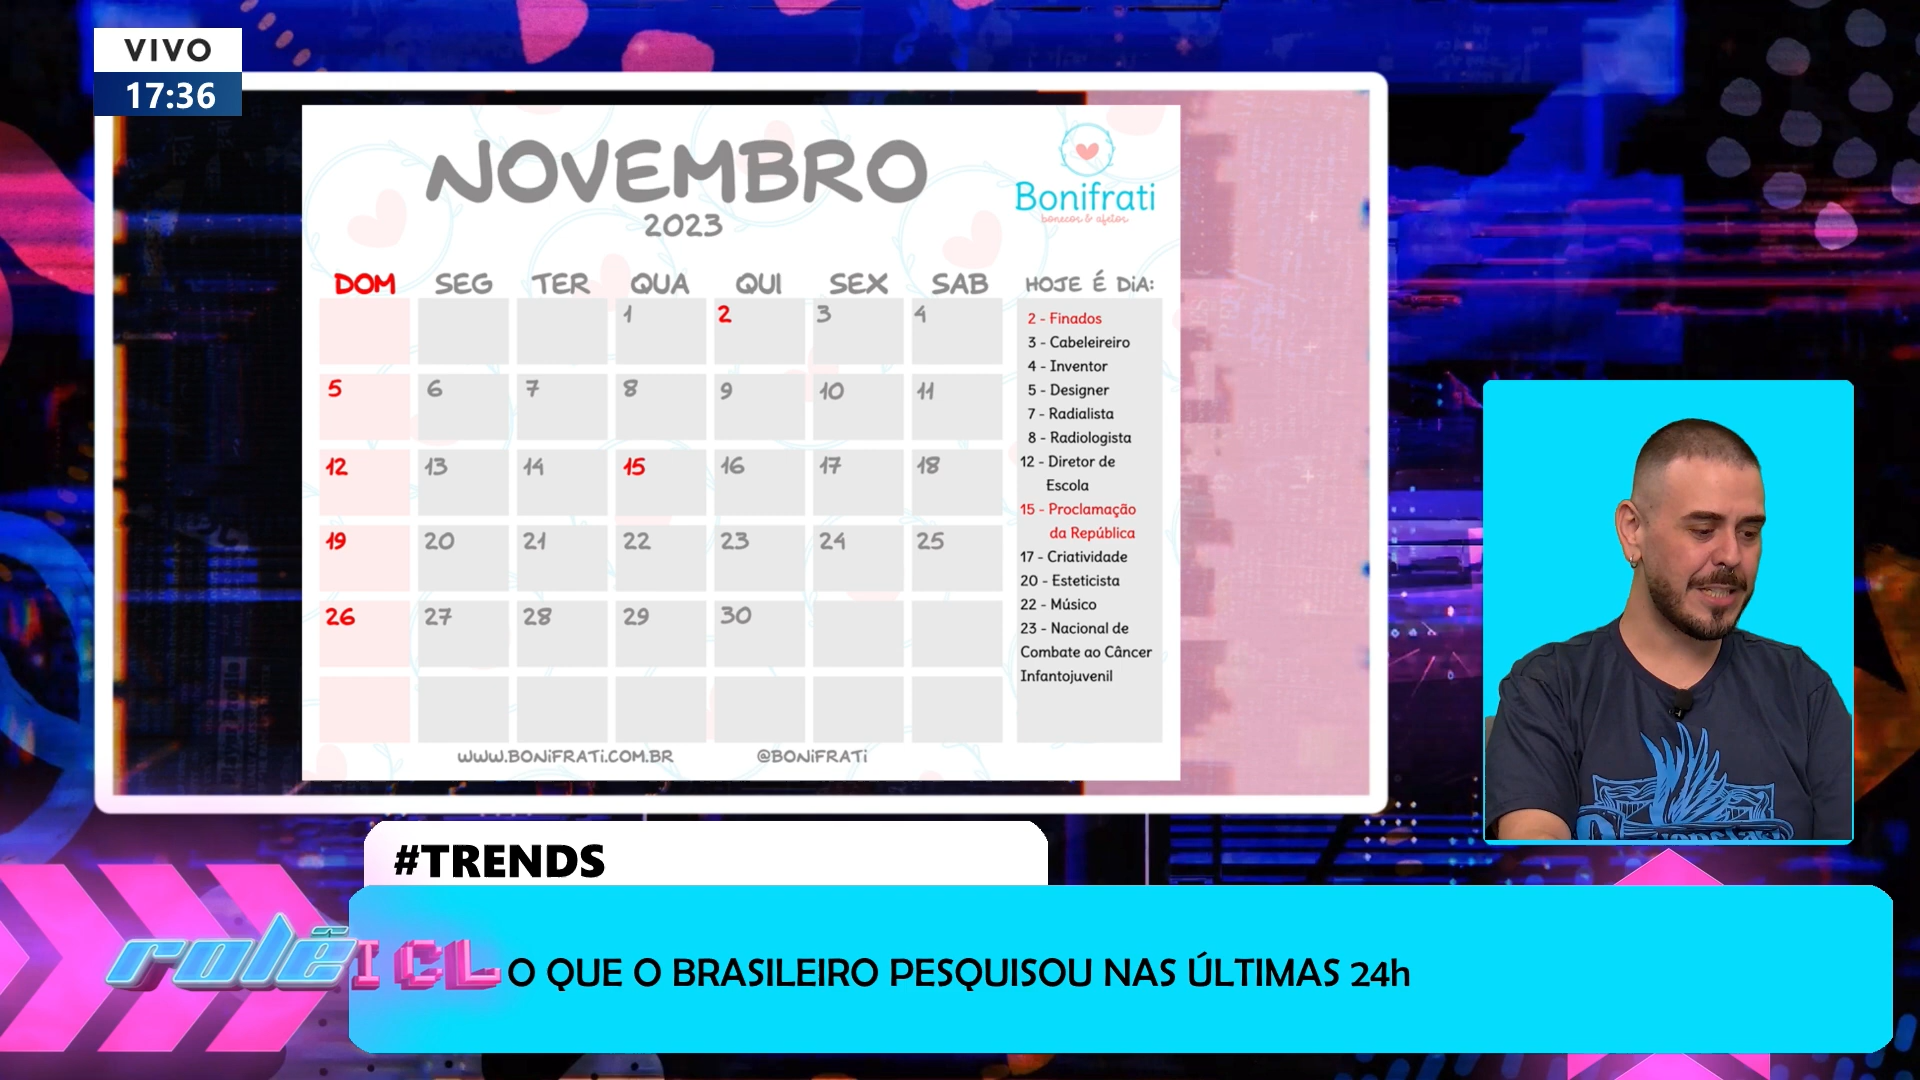 VIVO
17:36
NOVEMBRO
2023
Bonifrati
bonecos & afetos
DOM SEG TER QUA QUI SEX SAB
1 2 3 4
5 6 7 8 9 10 11
12 13 14 15 16 17 18
19 20 21 22 23 24 25
26 27 28 29 30
HOJE É DiA:
2 - Finados
3 - Cabeleireiro
4 - Inventor
5 - Designer
7 - Radialista
8 - Radiologista
12 - Diretor de
Escola
15 - Proclamação
da República
17 - Criatividade
20 - Esteticista
22 - Músico
23 - Nacional de
Combate ao Câncer
Infantojuvenil
WWW.BONiFRATi.COM.BR @BONiFRATi
#TRENDS
rolê ICL
O QUE O BRASILEIRO PESQUISOU NAS ÚLTIMAS 24h